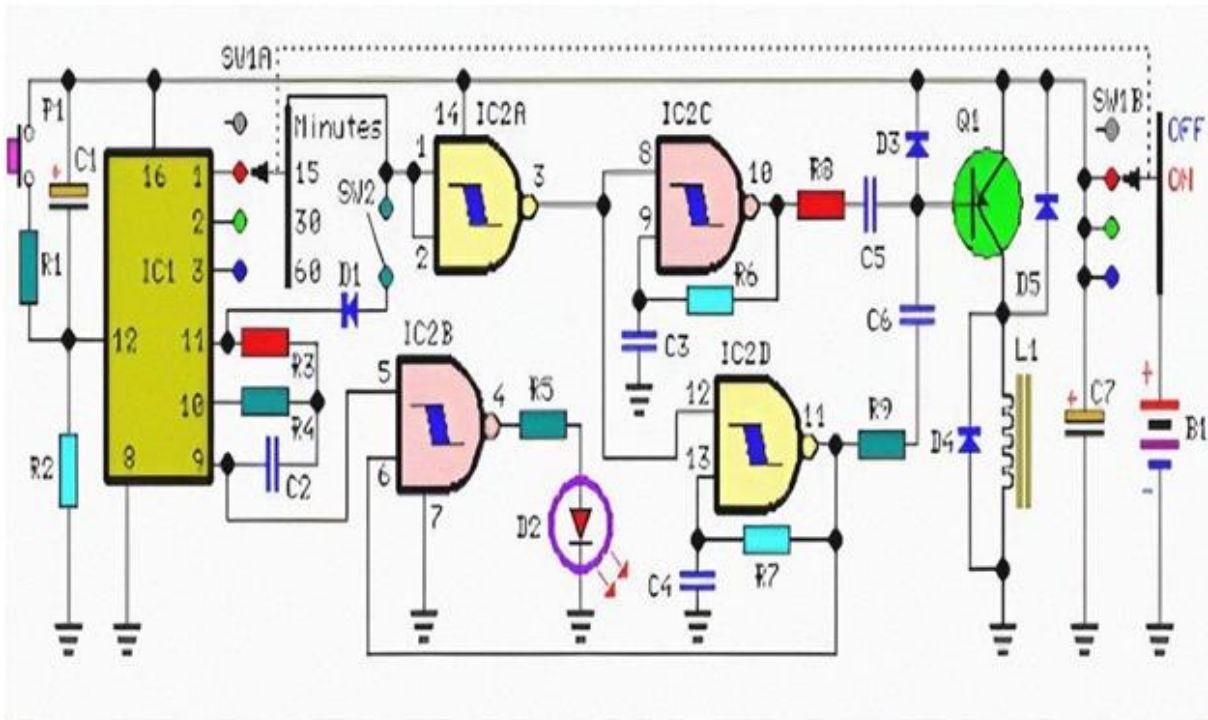 SW1A
P1
C1
R1
R2
16
1
2
IC1 3
12
11
10
8
9
Minutes
15
30
60
SW2
D1
R3
R4
C2
14
IC2A
1
2
3
IC2B
5
6
4
7
R5
D2
IC2C
8
9
10
R8
R6
C3
C5
C6
IC2D
12
13
11
R9
R7
C4
D3
Q1
D5
D4
L1
SW1B
OFF
ON
+
C7
+
B1
-
+